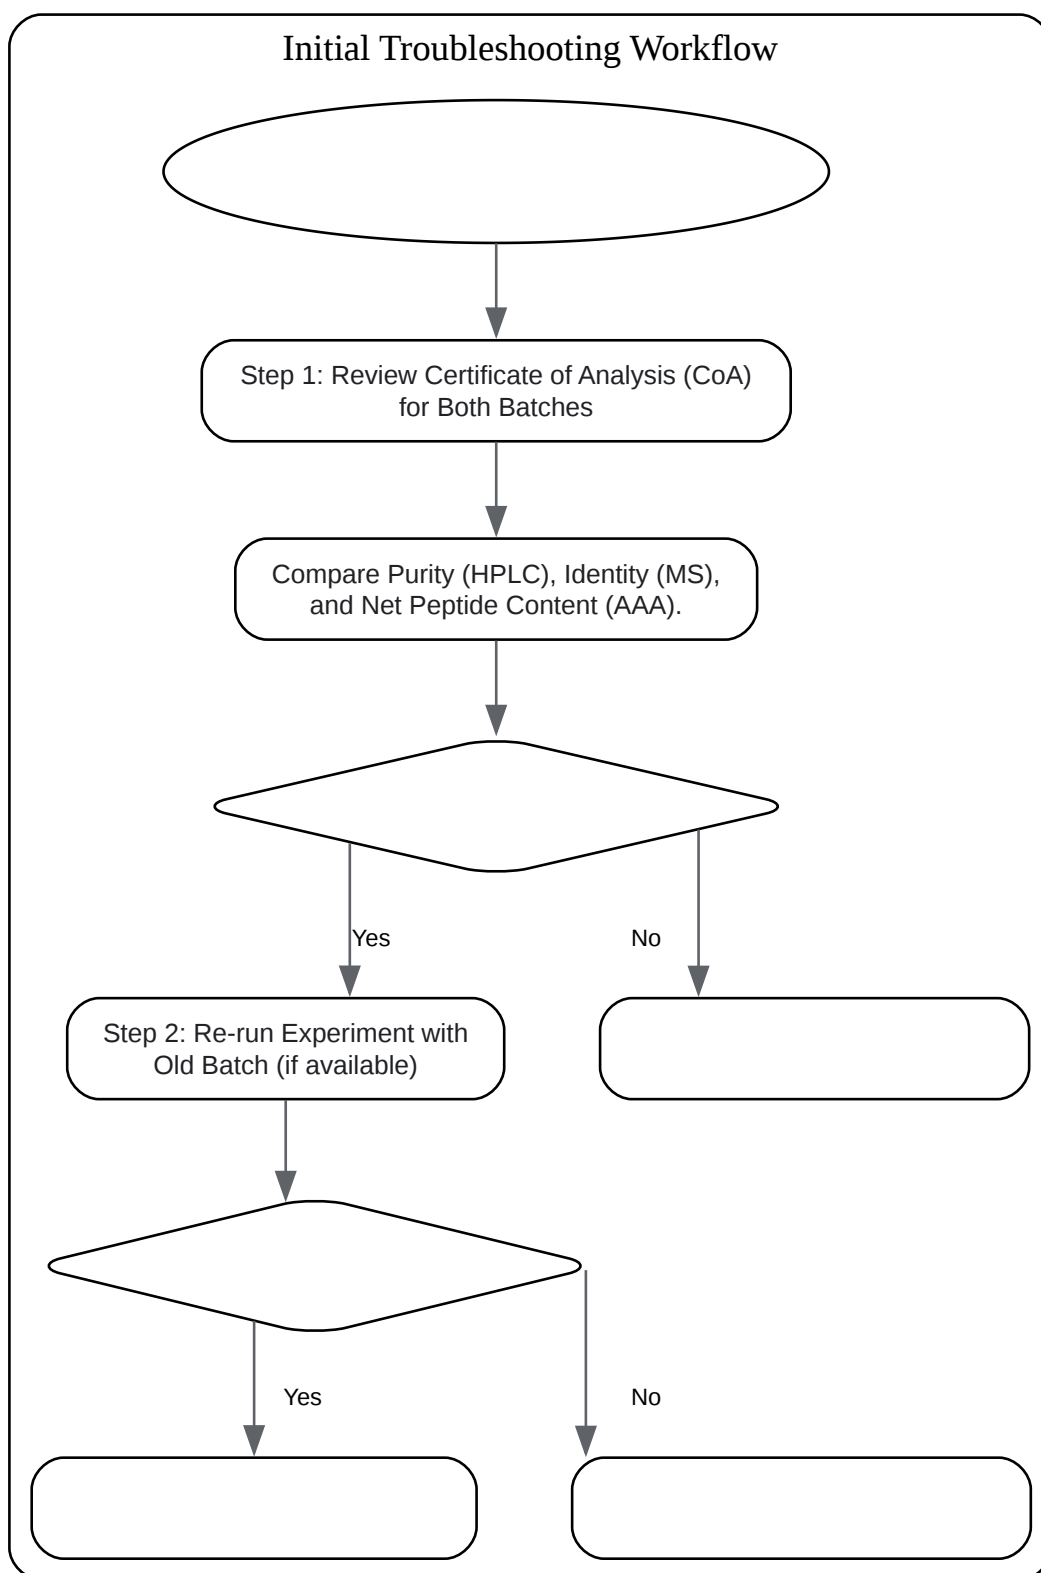 Initial Troubleshooting Workflow
Step 1: Review Certificate of Analysis (CoA)
for Both Batches
Compare Purity (HPLC), Identity (MS),
and Net Peptide Content (AAA).
Yes
No
Step 2: Re-run Experiment with
Old Batch (if available)
Yes
No